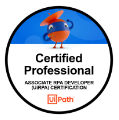 Certified
Professional
ASSOCIATE RPA DEVELOPER
(UiRPA) CERTIFICATION
UiPath